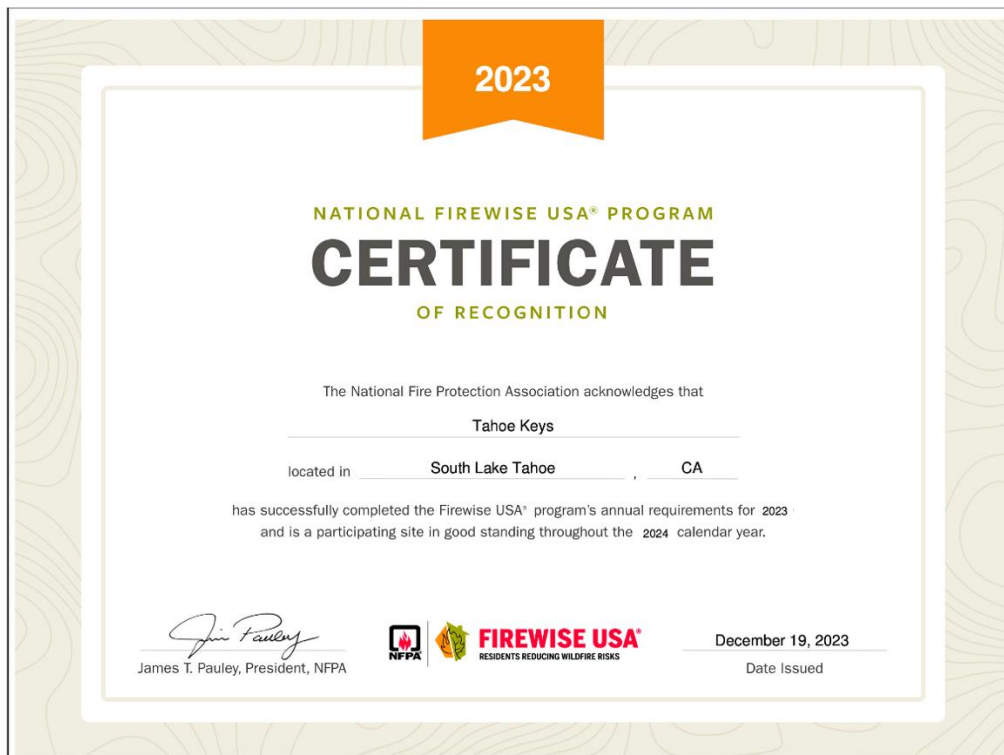 2023
NATIONAL FIREWISE USA® PROGRAM
CERTIFICATE
OF RECOGNITION
The National Fire Protection Association acknowledges that
Tahoe Keys
located in South Lake Tahoe , CA
has successfully completed the Firewise USA® program's annual requirements for 2023
and is a participating site in good standing throughout the 2024 calendar year.
Jim Pauley
James T. Pauley, President, NFPA
NFPA
FIREWISE USA®
RESIDENTS REDUCING WILDFIRE RISKS
December 19, 2023
Date Issued